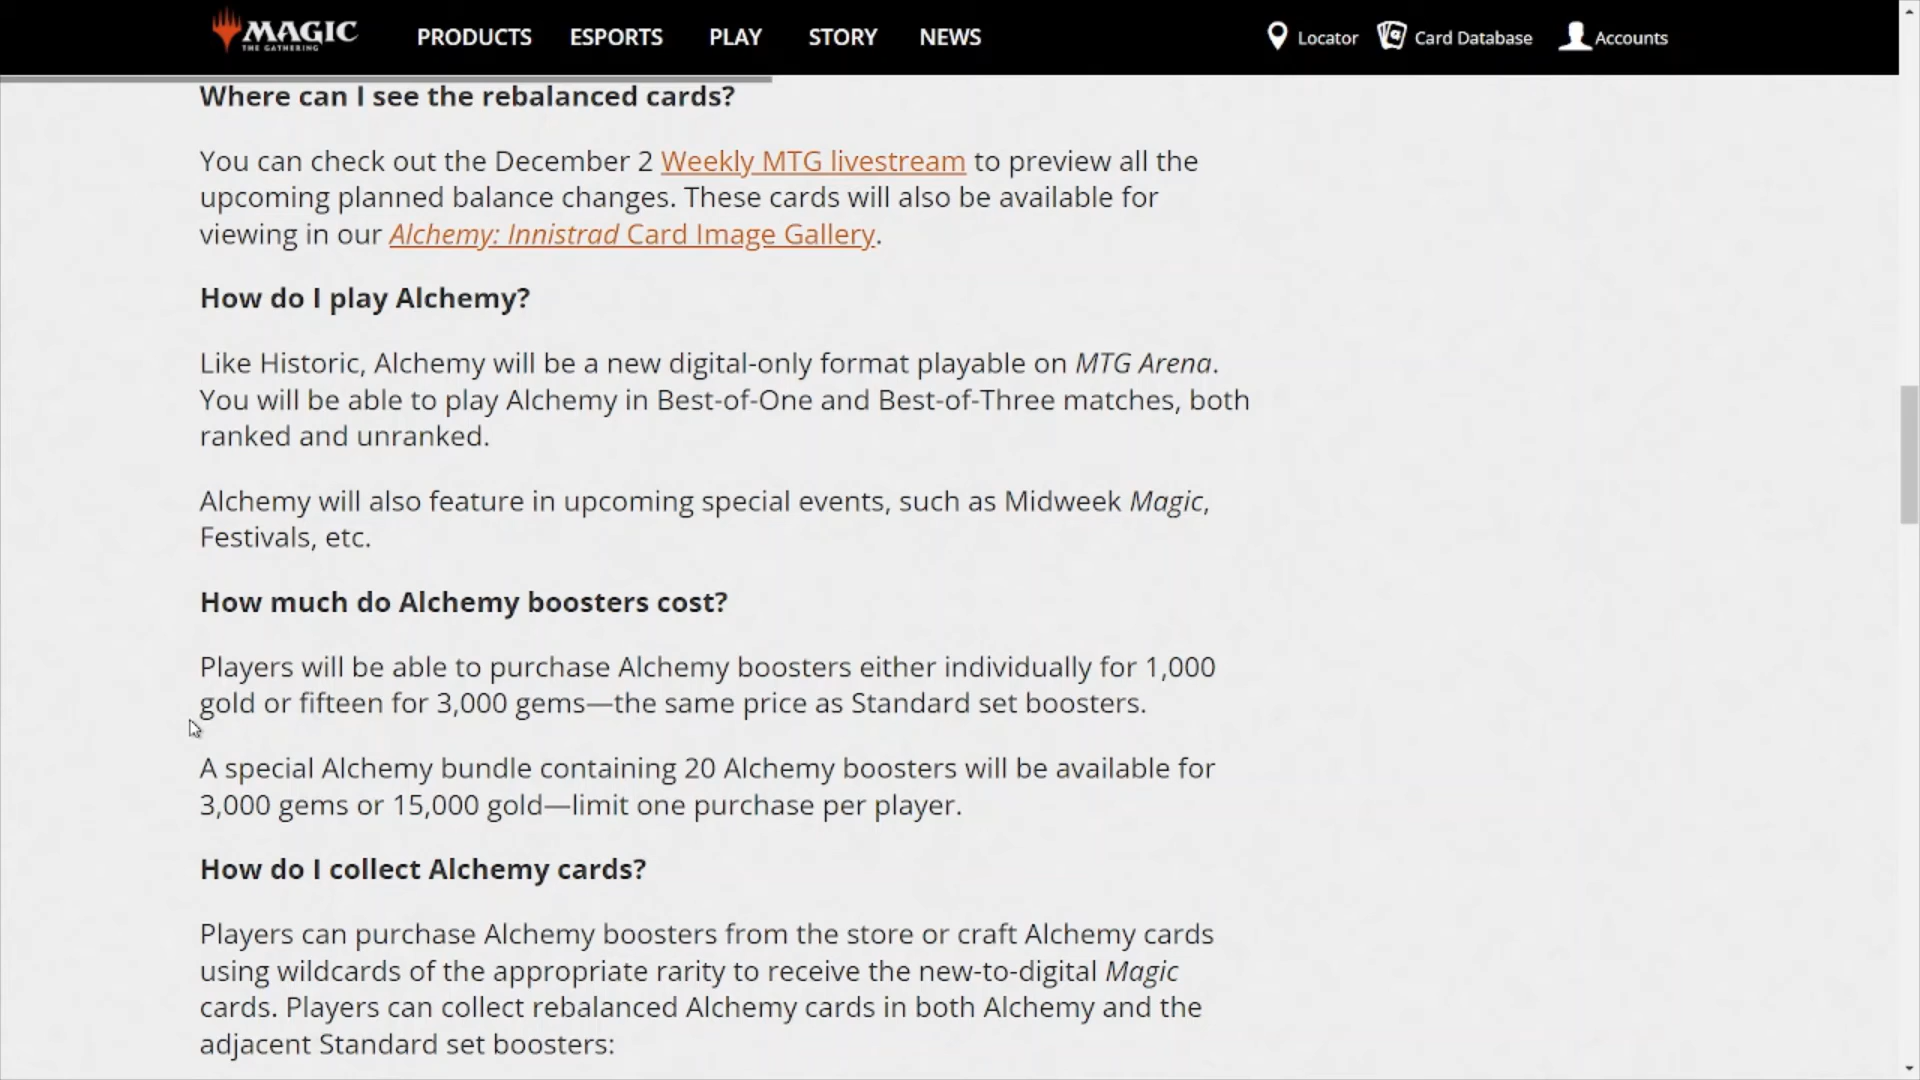 MAGIC
THE GATHERING
PRODUCTS ESPORTS PLAY STORY NEWS Locator Card Database Accounts
Where can I see the rebalanced cards?
You can check out the December 2 Weekly MTG livestream to preview all the
upcoming planned balance changes. These cards will also be available for
viewing in our Alchemy: Innistrad Card Image Gallery.
How do I play Alchemy?
Like Historic, Alchemy will be a new digital-only format playable on MTG Arena.
You will be able to play Alchemy in Best-of-One and Best-of-Three matches, both
ranked and unranked.
Alchemy will also feature in upcoming special events, such as Midweek Magic,
Festivals, etc.
How much do Alchemy boosters cost?
Players will be able to purchase Alchemy boosters either individually for 1,000
gold or fifteen for 3,000 gems—the same price as Standard set boosters.
A special Alchemy bundle containing 20 Alchemy boosters will be available for
3,000 gems or 15,000 gold—limit one purchase per player.
How do I collect Alchemy cards?
Players can purchase Alchemy boosters from the store or craft Alchemy cards
using wildcards of the appropriate rarity to receive the new-to-digital Magic
cards. Players can collect rebalanced Alchemy cards in both Alchemy and the
adjacent Standard set boosters: